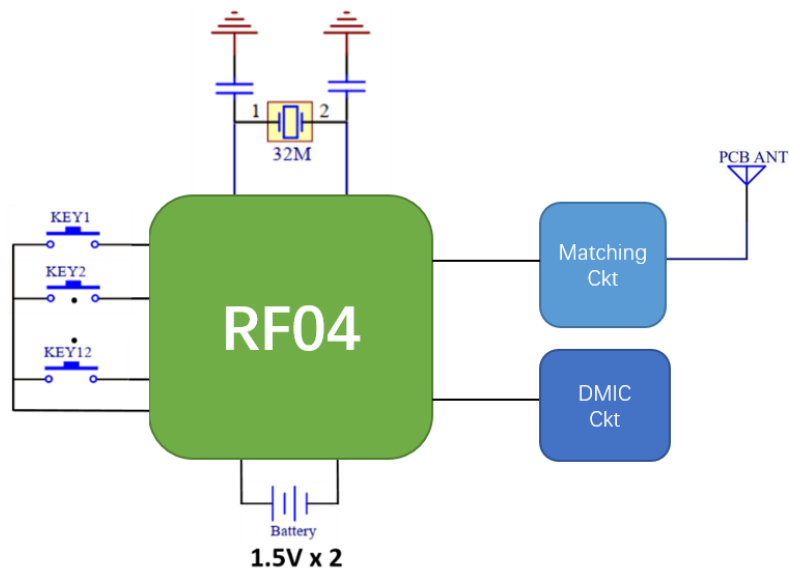 1 2
32M
PCB ANT
KEY1
Matching
Ckt
KEY2
RF04
KEY12
DMIC
Ckt
Battery
1.5V x 2